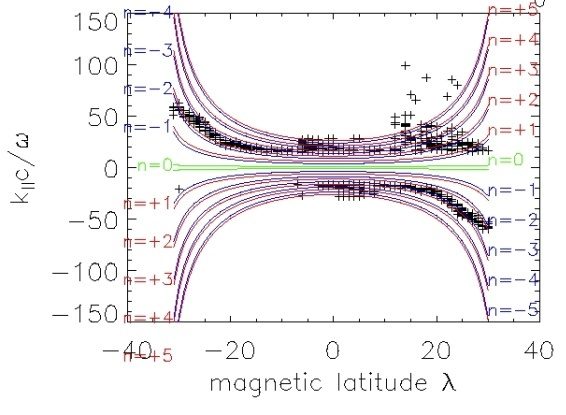 150
100
50
0
−50
−100
−150
k||c/ω
n=−4
n=−3
n=−2
n=−1
n=0
n=+1
n=+2
n=+3
n=+4
n=+5
n=+5
n=+4
n=+3
n=+2
n=+1
n=0
n=−1
n=−2
n=−3
n=−4
n=−5
−40 −20 0 20 40
magnetic latitude λ